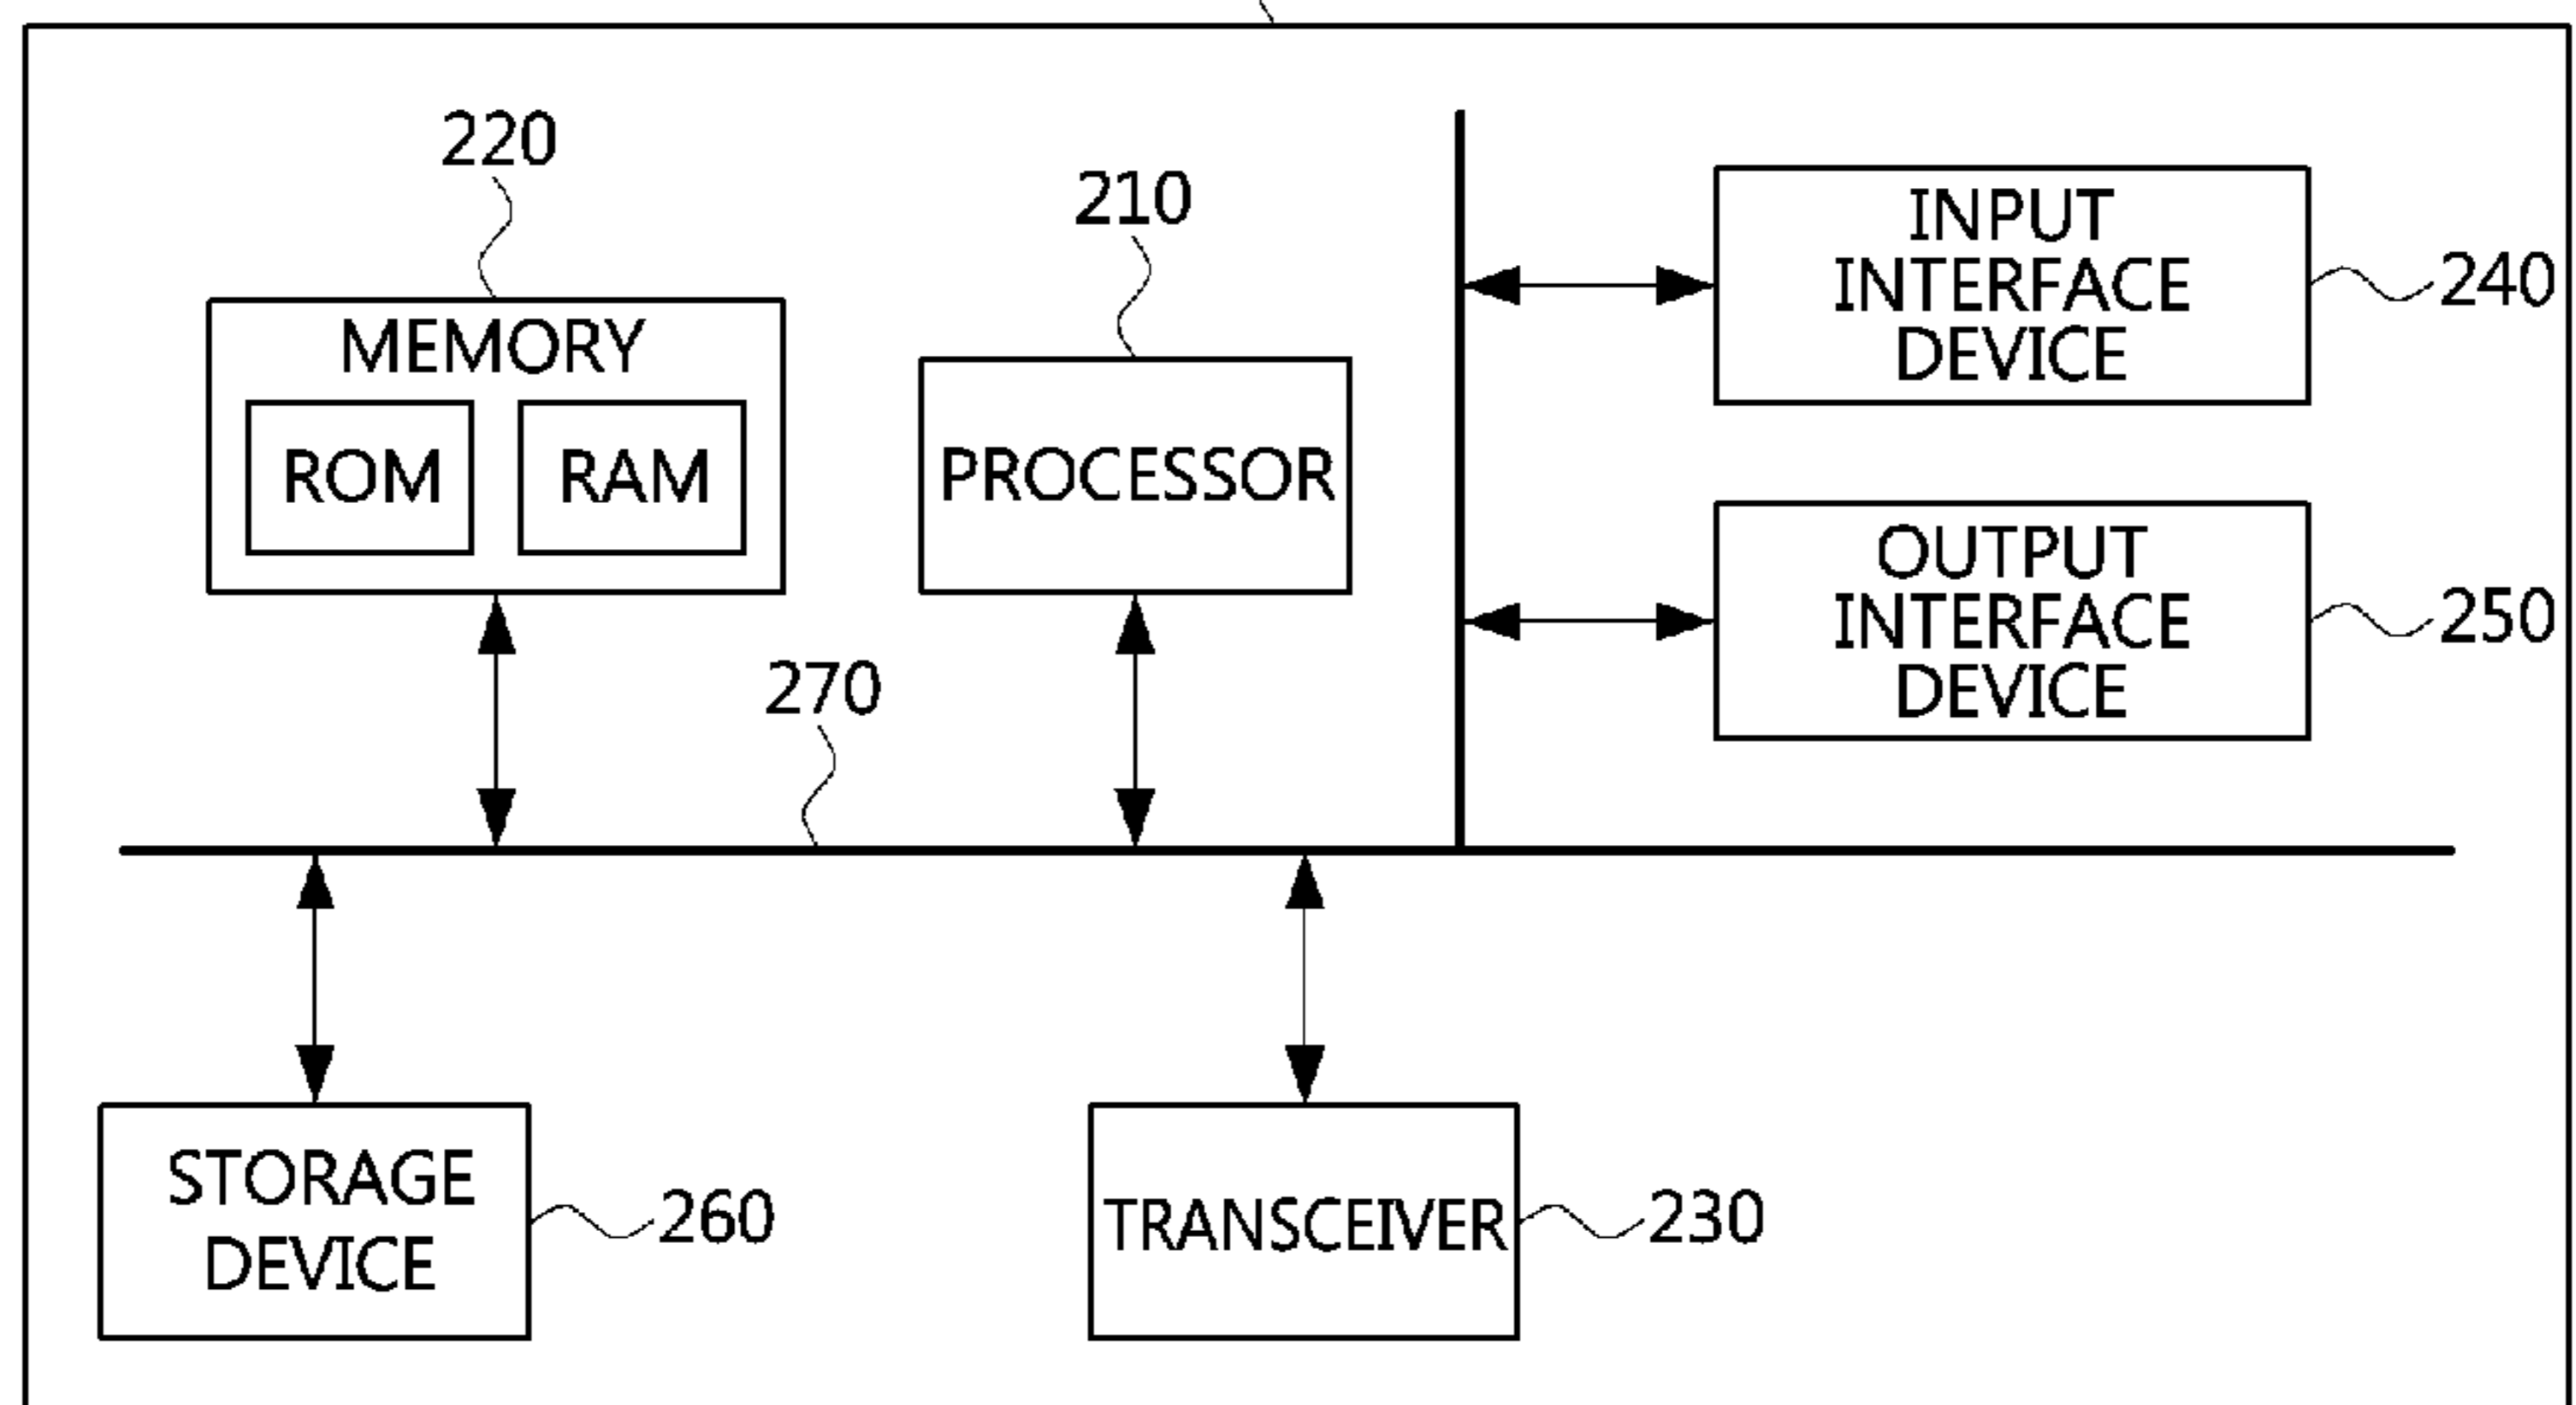 220
210
MEMORY
ROM
RAM
PROCESSOR
INPUT
INTERFACE
DEVICE
240
OUTPUT
INTERFACE
DEVICE
250
270
STORAGE
DEVICE
260
TRANSCEIVER
230